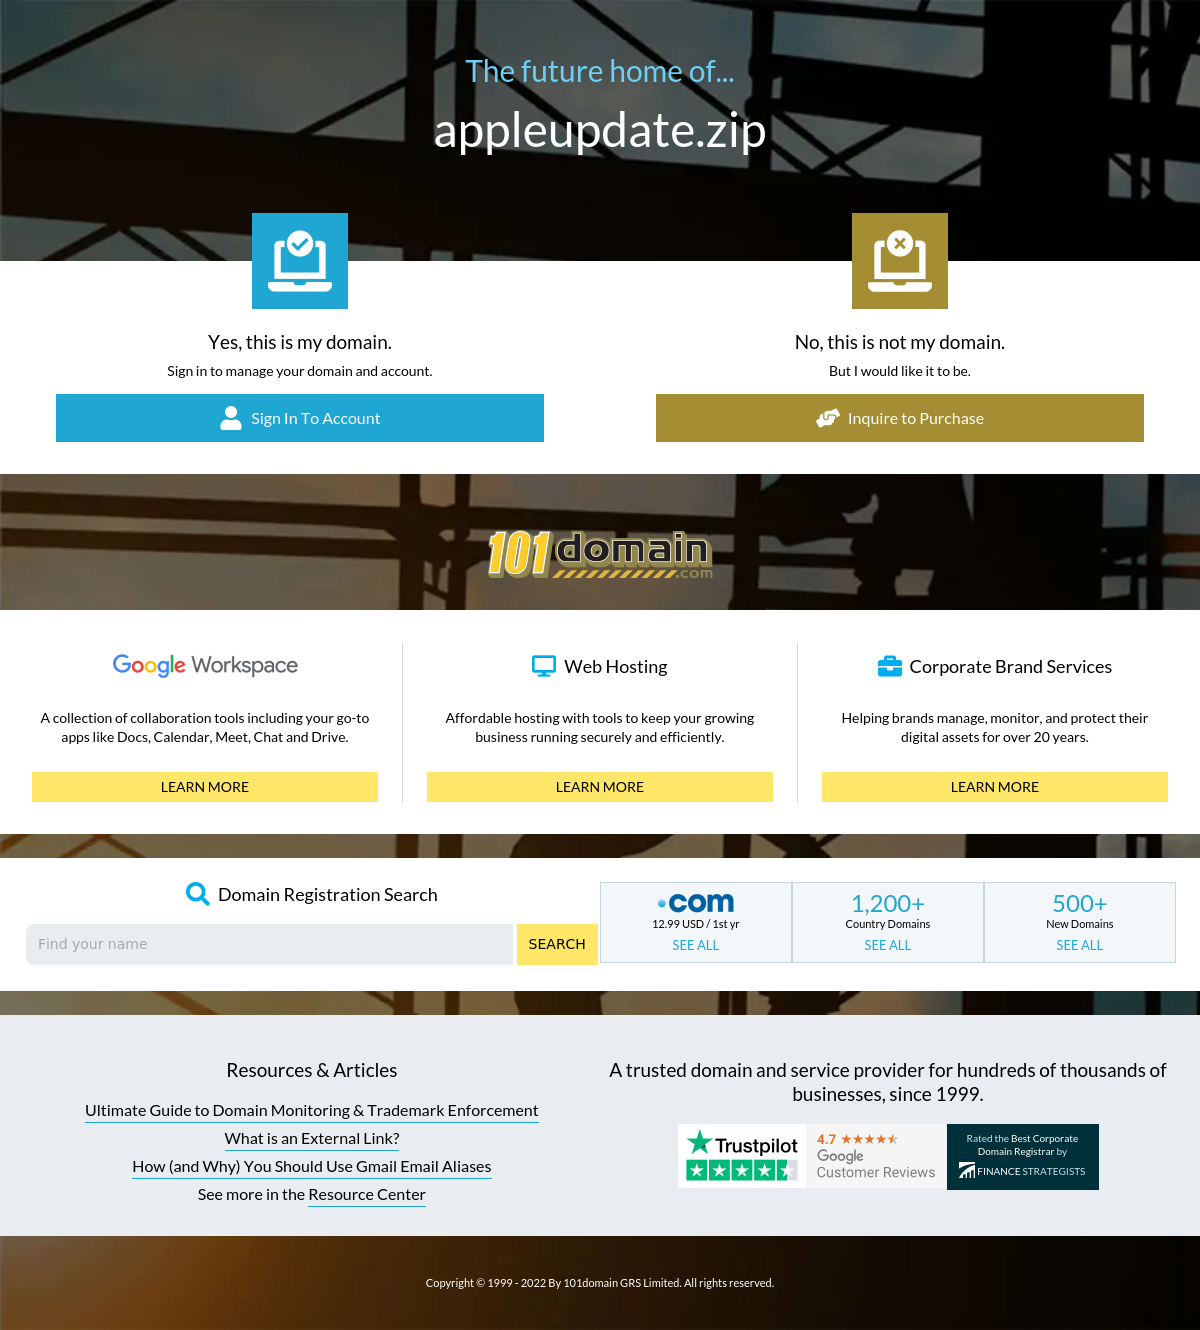 The future home of...
appleupdate.zip
Yes, this is my domain.
Sign in to manage your domain and account.
Sign In To Account
No, this is not my domain.
But I would like it to be.
Inquire to Purchase
101domain
.com
Google Workspace
A collection of collaboration tools including your go-to
apps like Docs, Calendar, Meet, Chat and Drive.
LEARN MORE
Web Hosting
Affordable hosting with tools to keep your growing
business running securely and efficiently.
LEARN MORE
Corporate Brand Services
Helping brands manage, monitor, and protect their
digital assets for over 20 years.
LEARN MORE
Domain Registration Search
Find your name
SEARCH
.com
12.99 USD / 1st yr
SEE ALL
1,200+
Country Domains
SEE ALL
500+
New Domains
SEE ALL
Resources & Articles
Ultimate Guide to Domain Monitoring & Trademark Enforcement
What is an External Link?
How (and Why) You Should Use Gmail Email Aliases
See more in the Resource Center
A trusted domain and service provider for hundreds of thousands of
businesses, since 1999.
Trustpilot
4.7
Google
Customer Reviews
Rated the Best Corporate
Domain Registrar by
FINANCE STRATEGISTS
Copyright © 1999 - 2022 By 101domain GRS Limited. All rights reserved.